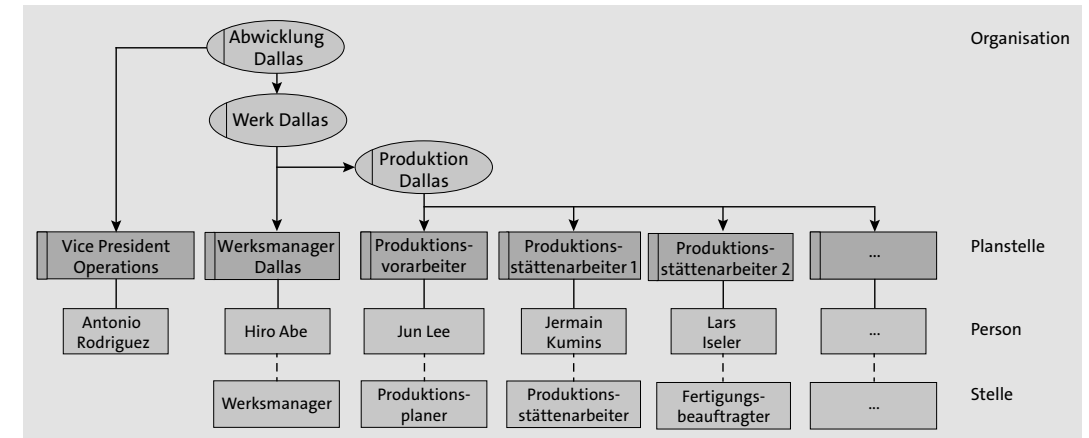 Abwicklung
Dallas
Organisation
Werk Dallas
Produktion
Dallas
Vice President
Operations
Werksmanager
Dallas
Produktions-
vorarbeiter
Produktions-
stättenarbeiter 1
Produktions-
stättenarbeiter 2
...
Planstelle
Antonio
Rodriguez
Hiro Abe
Jun Lee
Jermain
Kumins
Lars
Iseler
...
Person
Werksmanager
Produktions-
planer
Produktions-
stättenarbeiter
Fertigungs-
beauftragter
...
Stelle